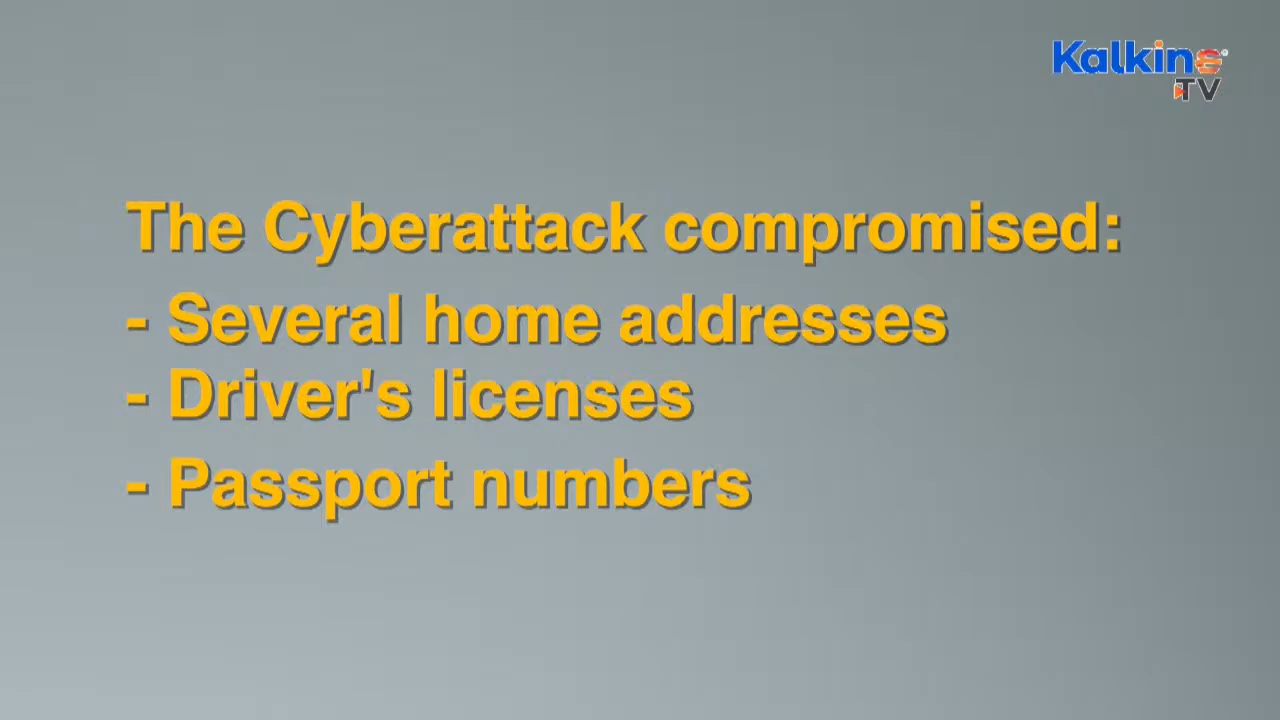 Kalkine
TV
The Cyberattack compromised:
- Several home addresses
- Driver's licenses
- Passport numbers